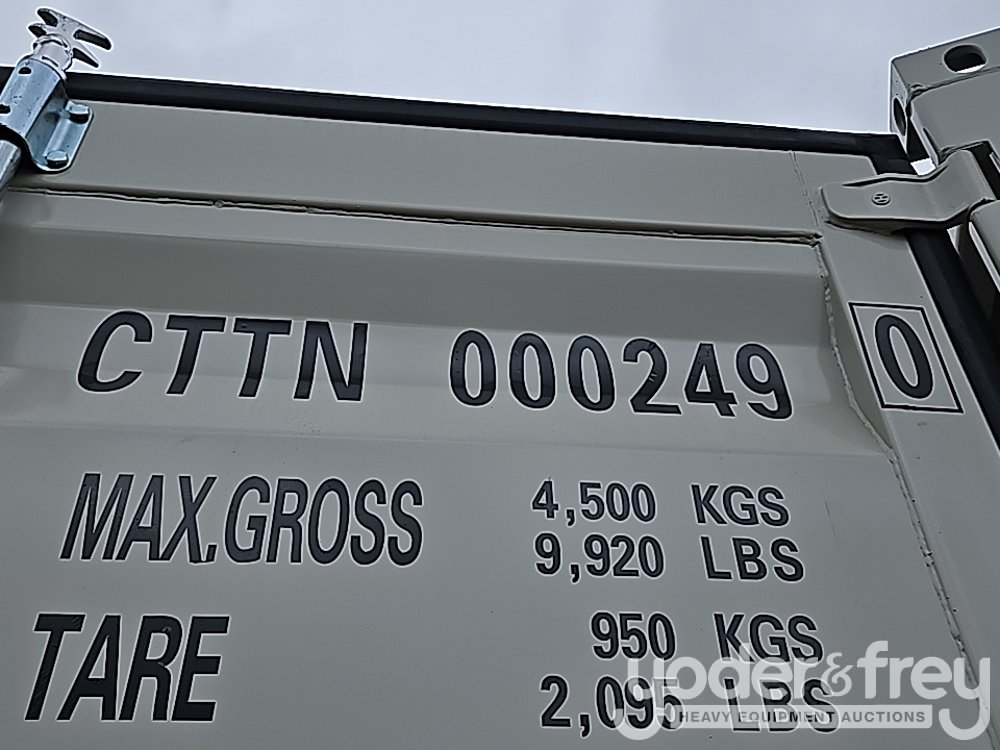 CTTN 000249 0
MAX.GROSS 4,500 KGS
9,920 LBS
TARE 950 KGS
2,095 LBS
yoder&frey
HEAVY EQUIPMENT AUCTIONS